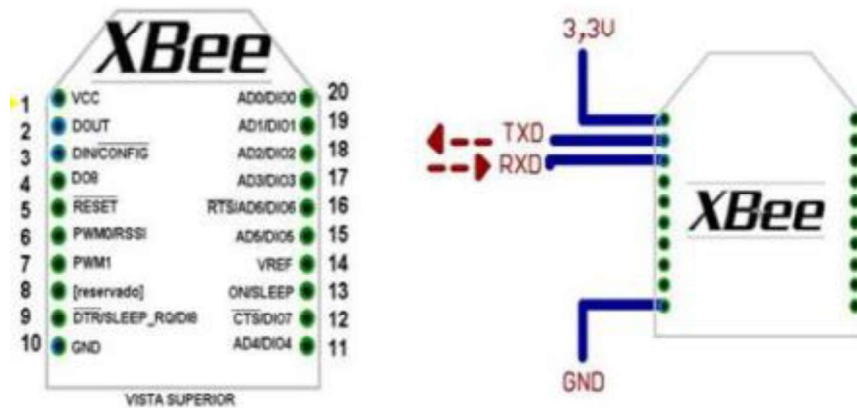 XBee
1 VCC AD0/DIO0 20
2 DOUT AD1/DIO1 19
3 DIN/CONFIG AD2/DIO2 18
4 DO8 AD3/DIO3 17
5 RESET RTS/AD6/DIO6 16
6 PWM0/RSSI AD5/DIO5 15
7 PWM1 VREF 14
8 [reservado] ON/SLEEP 13
9 DTR/SLEEP_RQ/DI8 CTS/DIO7 12
10 GND AD4/DIO4 11
VISTA SUPERIOR
3,3V
TXD
RXD
XBee
GND